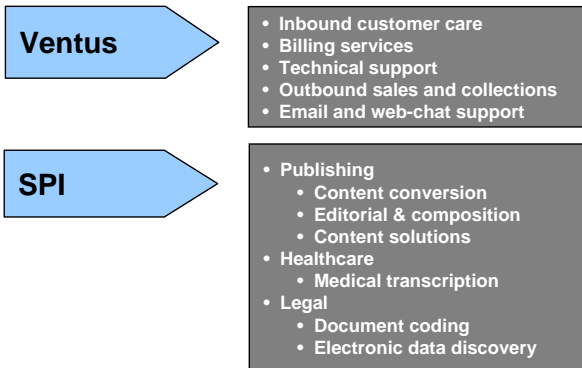 Ventus
• Inbound customer care
• Billing services
• Technical support
• Outbound sales and collections
• Email and web-chat support
SPI
• Publishing
• Content conversion
• Editorial & composition
• Content solutions
• Healthcare
• Medical transcription
• Legal
• Document coding
• Electronic data discovery